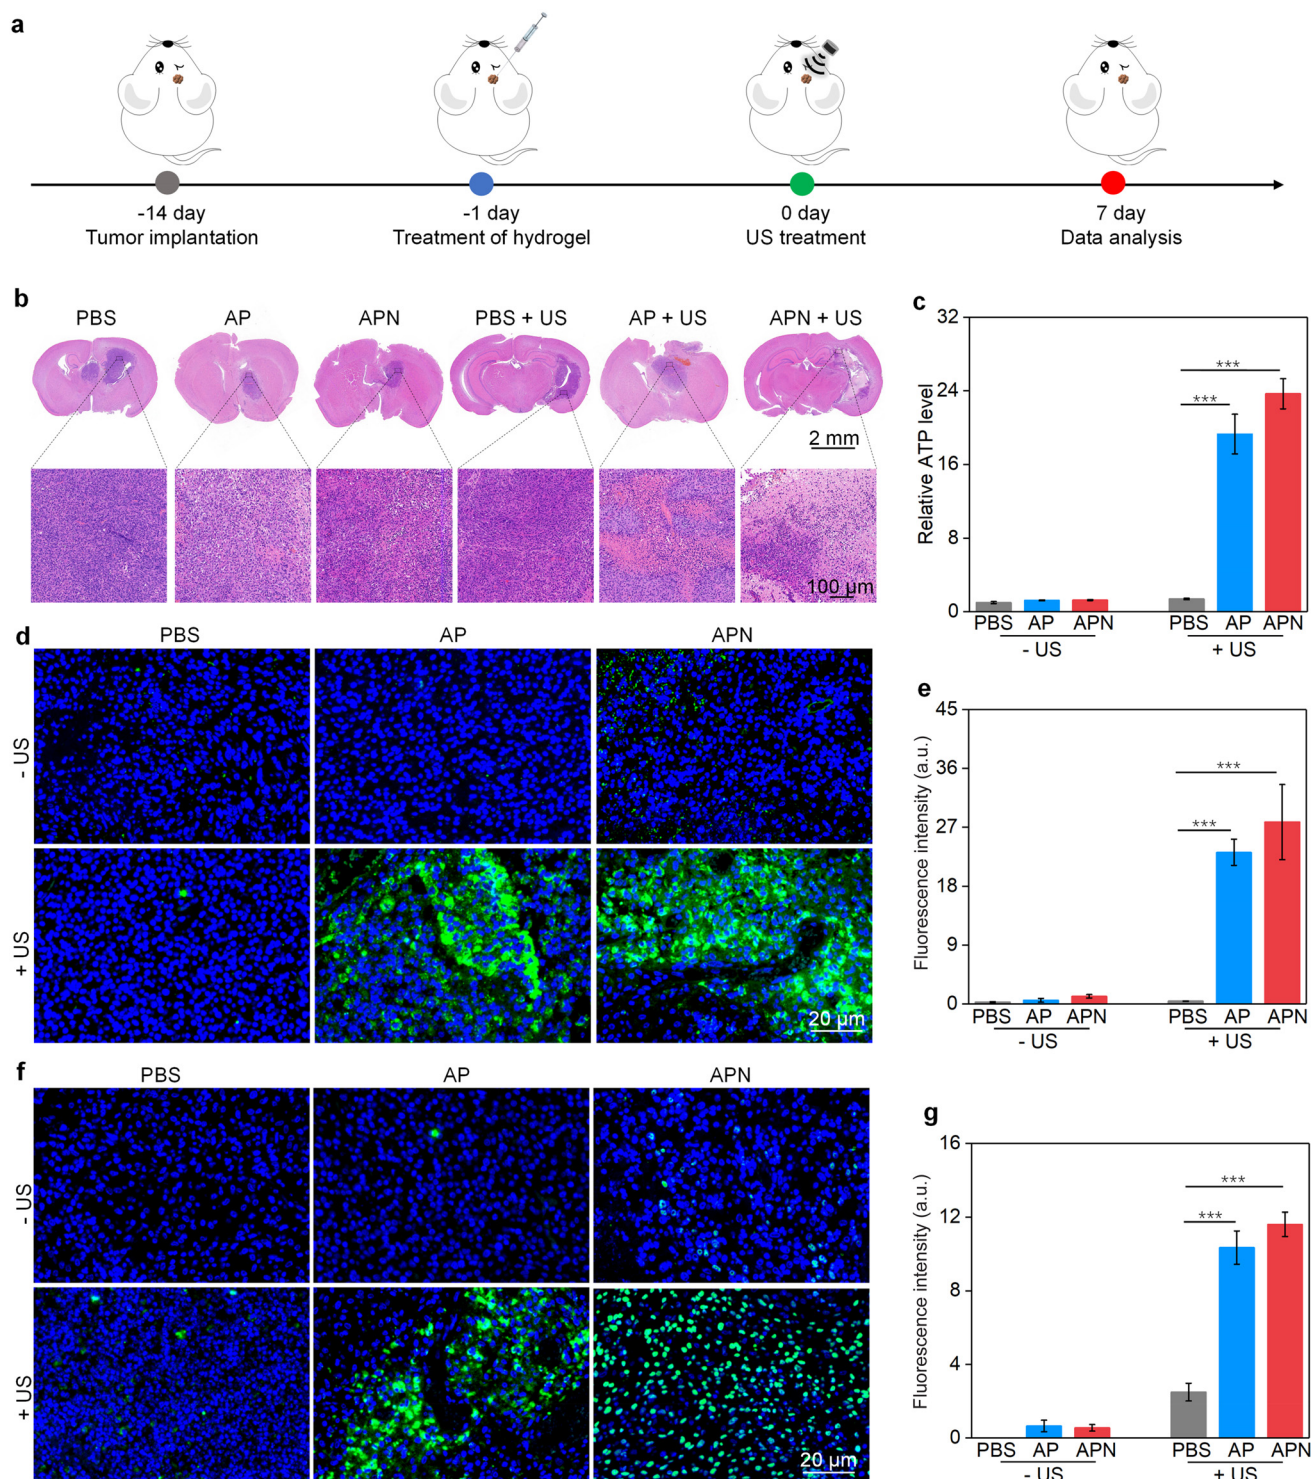 a
-14 day
Tumor implantation
-1 day
Treatment of hydrogel
0 day
US treatment
7 day
Data analysis
b
PBS
AP
APN
PBS + US
AP + US
APN + US
2 mm
100 μm
c
Relative ATP level
32
24
16
8
0
***
***
PBS AP APN
PBS AP APN
- US
+ US
d
PBS
AP
APN
- US
+ US
20 μm
e
Fluorescence intensity (a.u.)
45
36
27
18
9
0
***
***
PBS AP APN
PBS AP APN
- US
+ US
f
PBS
AP
APN
- US
+ US
20 μm
g
Fluorescence intensity (a.u.)
16
12
8
4
0
***
***
PBS AP APN
PBS AP APN
- US
+ US